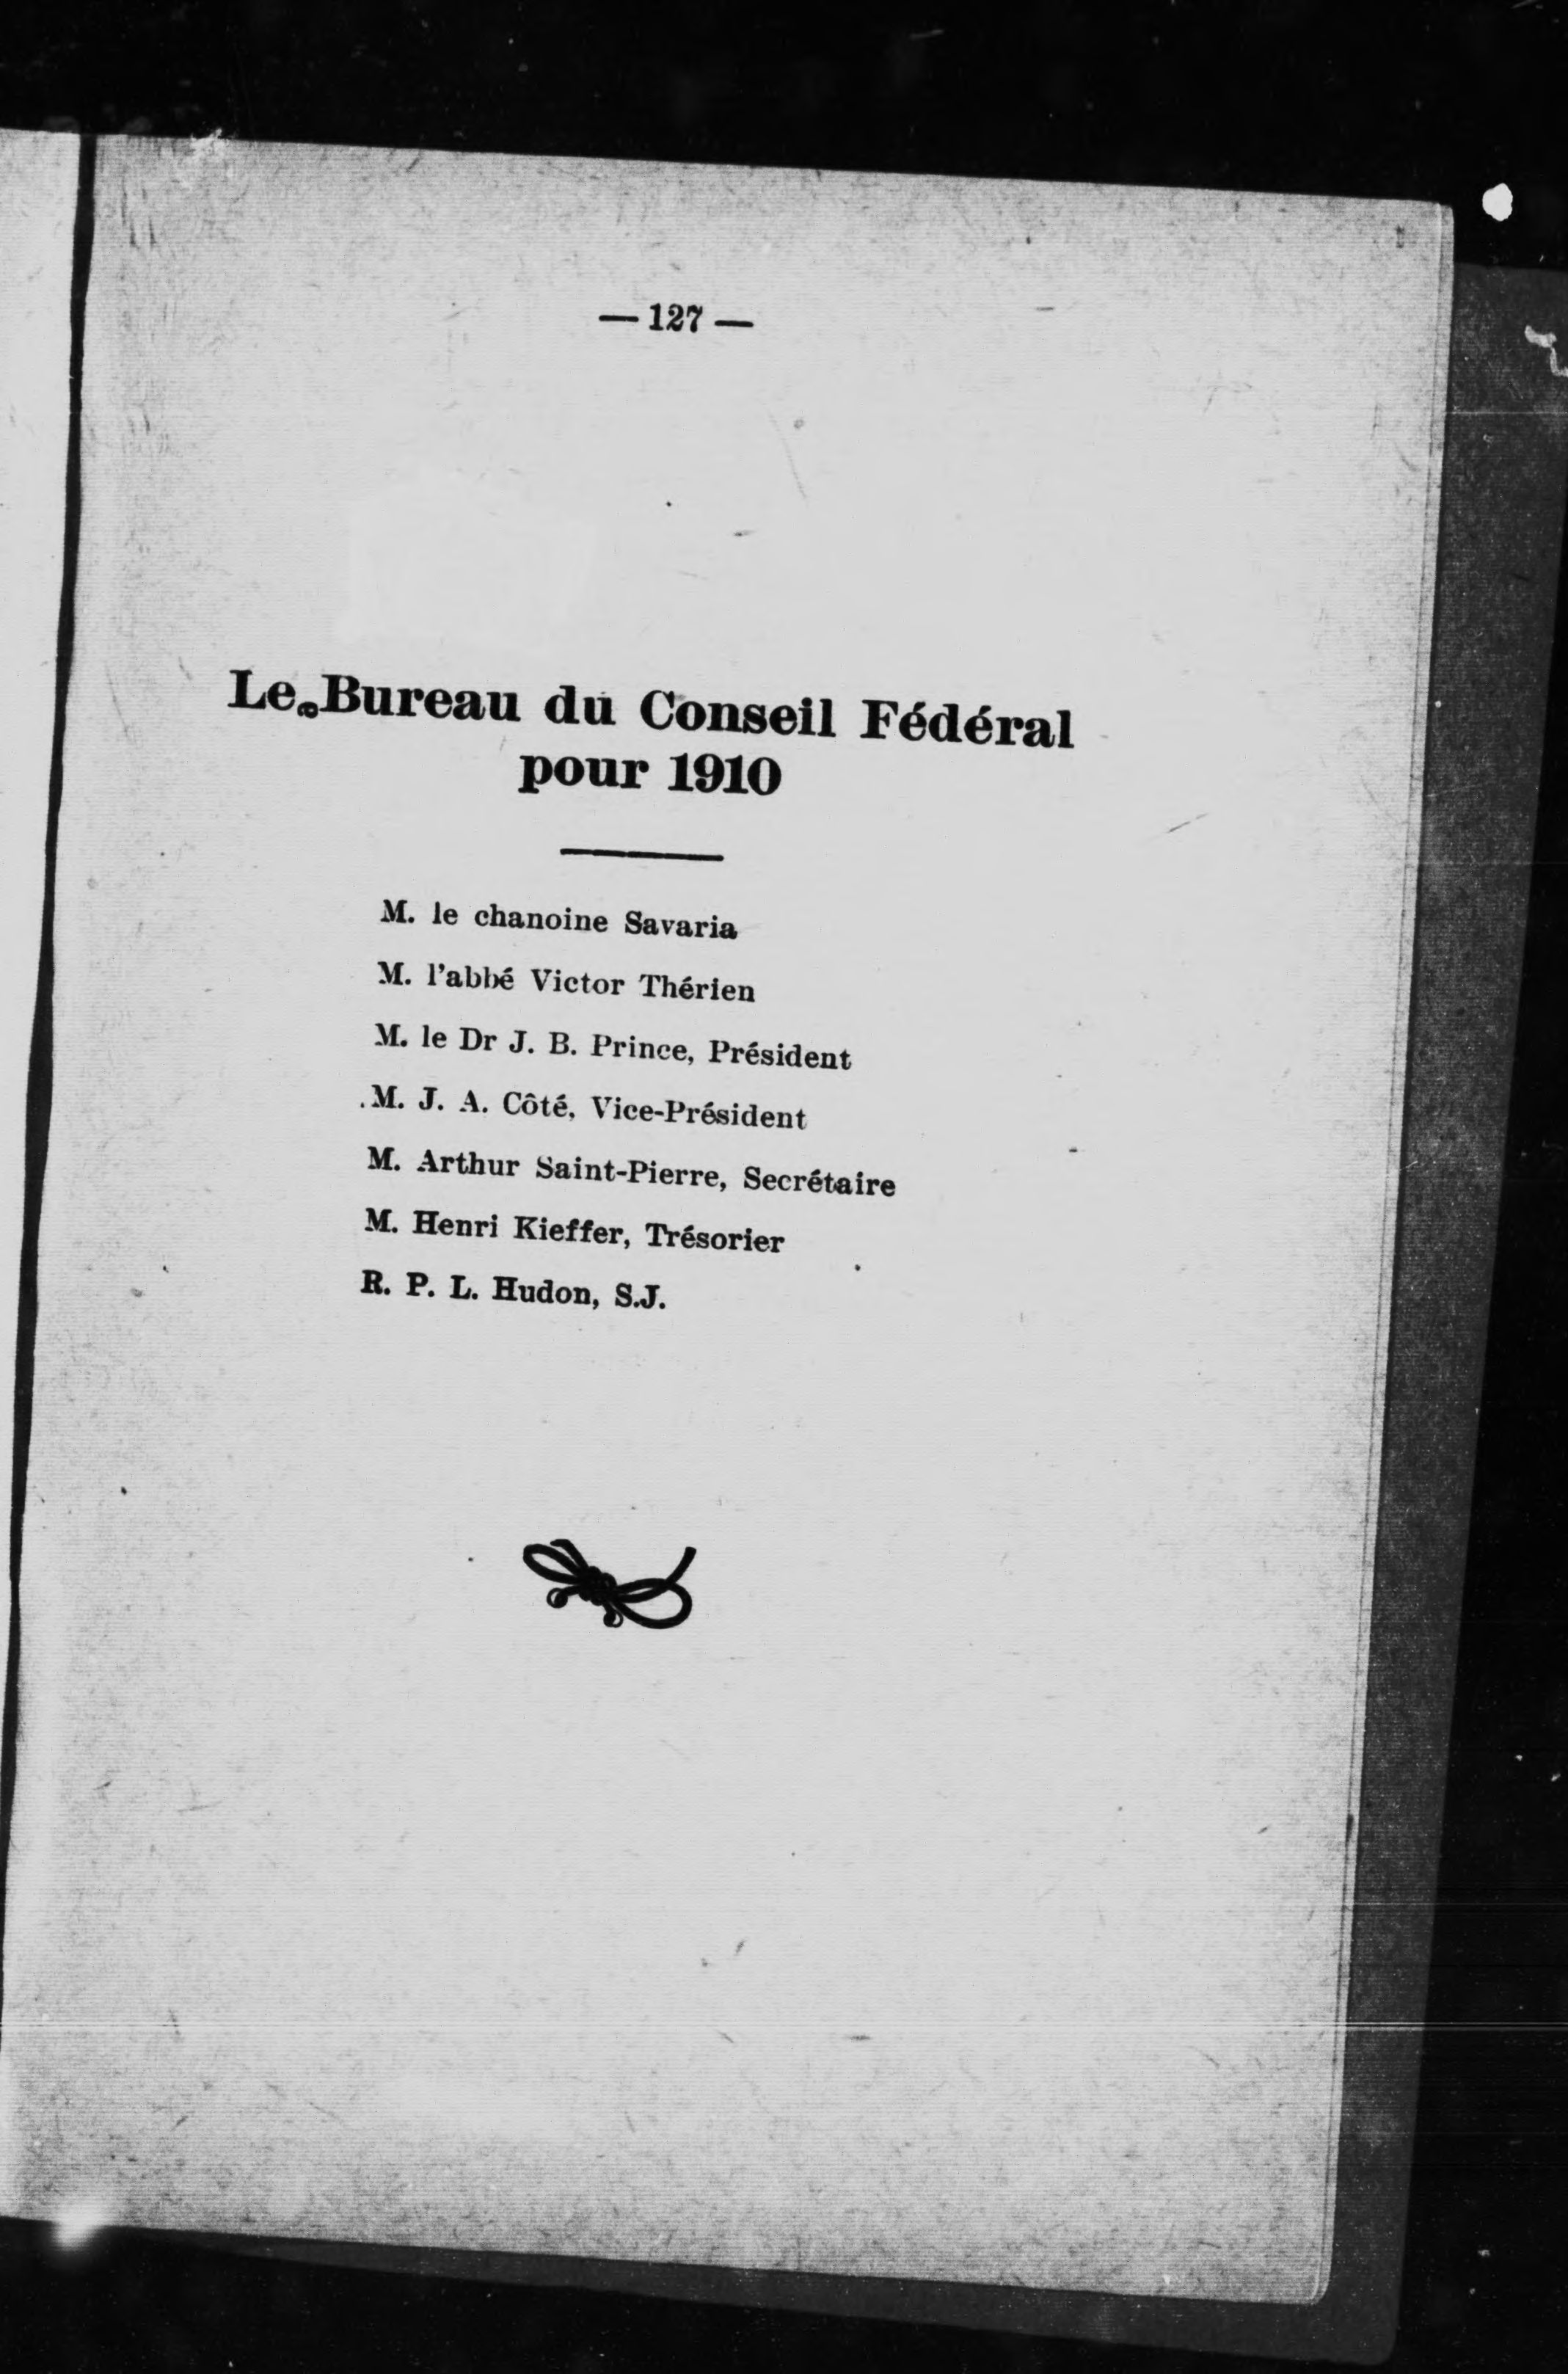 — 127 —
Le Bureau du Conseil Fédéral
pour 1910
M. le chanoine Savaria
M. l'abbé Victor Thérien
M. le Dr J. B. Prince, Président
M. J. A. Côté, Vice-Président
M. Arthur Saint-Pierre, Secrétaire
M. Henri Kieffer, Trésorier
R. P. L. Hudon, S.J.